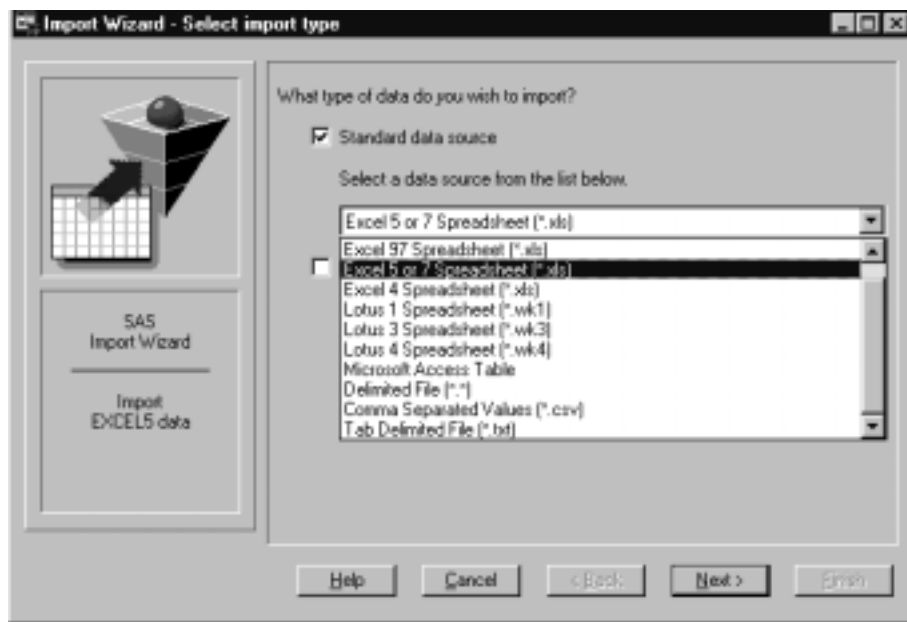 Import Wizard - Select import type
What type of data do you wish to import?
Standard data source
Select a data source from the list below.
Excel 5 or 7 Spreadsheet (*.xls)
Excel 97 Spreadsheet (*.xls)
Excel 5 or 7 Spreadsheet (*.xls)
Excel 4 Spreadsheet (*.xls)
Lotus 1 Spreadsheet (*.wk1)
Lotus 3 Spreadsheet (*.wk3)
Lotus 4 Spreadsheet (*.wk4)
Microsoft Access Table
Delimited File (*.*)
Comma Separated Values (*.csv)
Tab Delimited File (*.txt)
SAS
Import Wizard
Import
EXCEL5 data
Help
Cancel
< Back
Next >
Finish